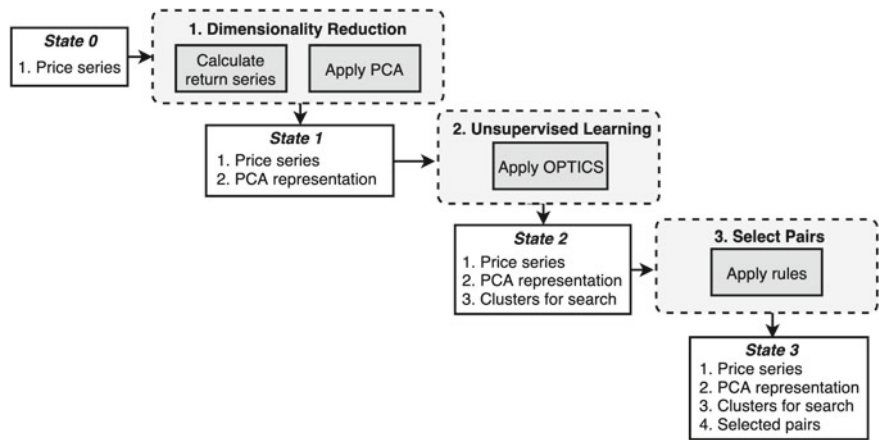 State 0
1. Price series
1. Dimensionality Reduction
Calculate
return series
Apply PCA
State 1
1. Price series
2. PCA representation
2. Unsupervised Learning
Apply OPTICS
State 2
1. Price series
2. PCA representation
3. Clusters for search
3. Select Pairs
Apply rules
State 3
1. Price series
2. PCA representation
3. Clusters for search
4. Selected pairs